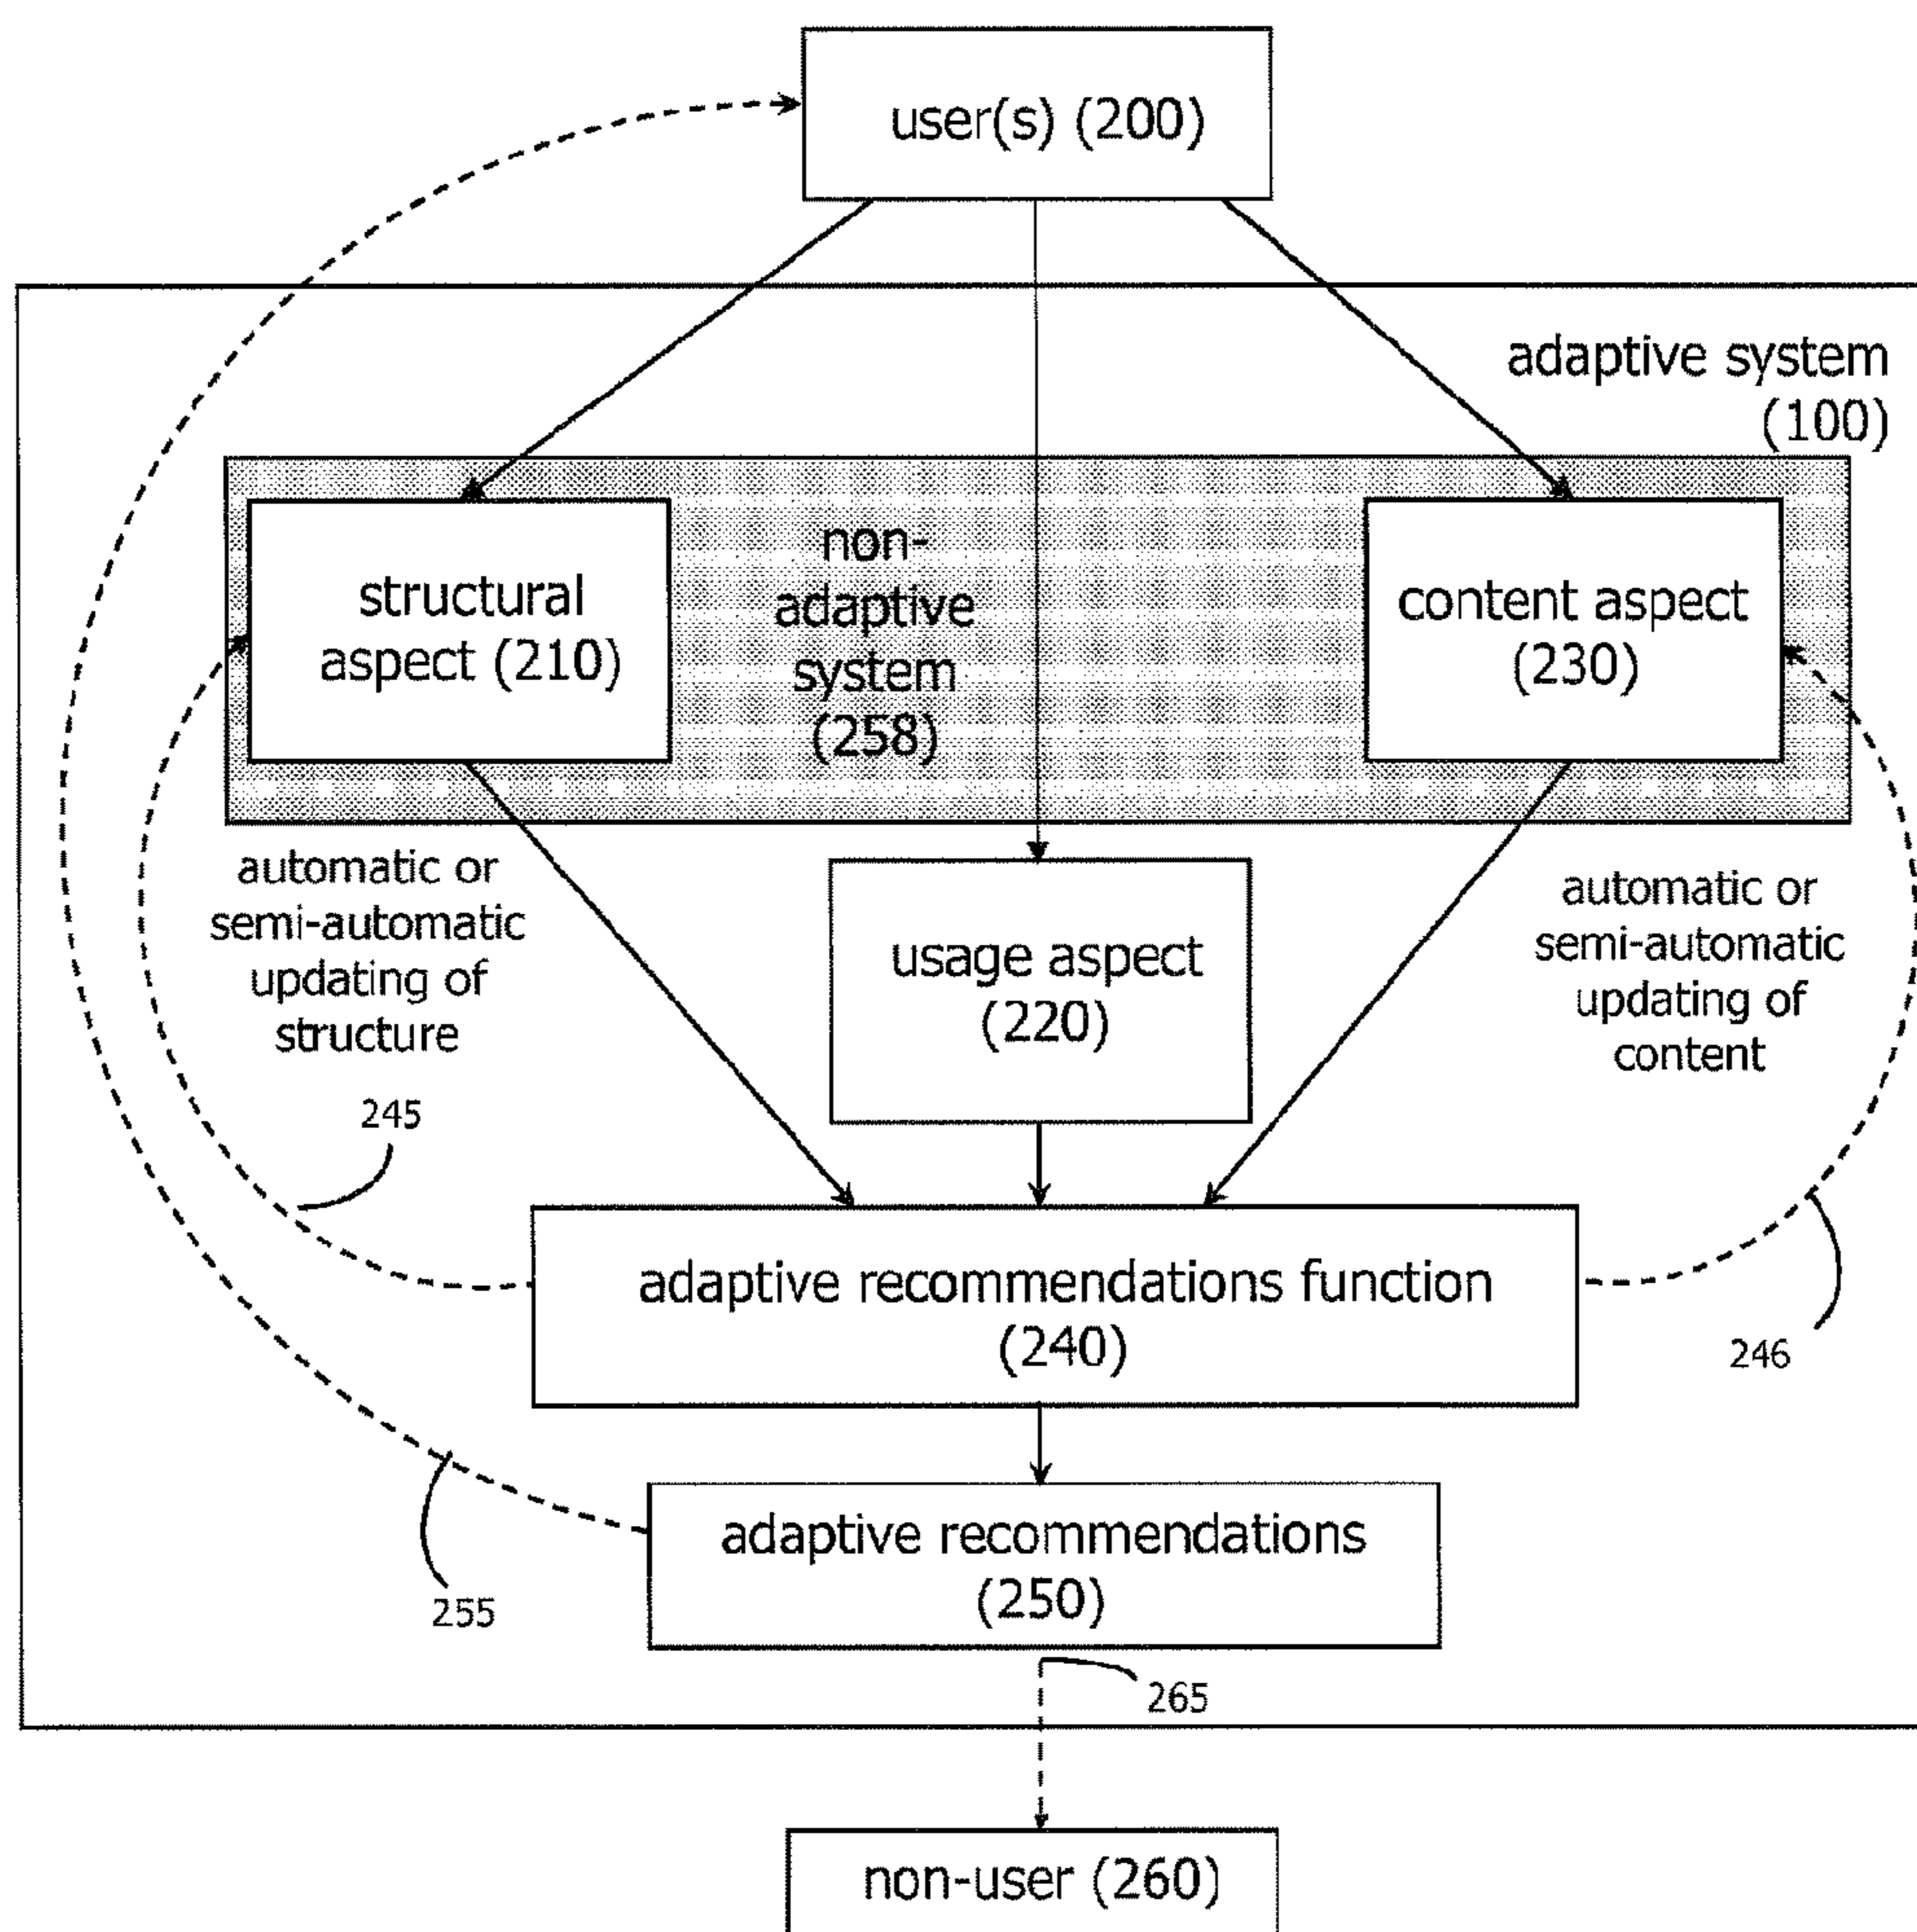 user(s) (200)
adaptive system
(100)
non-
adaptive
system
(258)
structural
aspect (210)
content aspect
(230)
automatic or
semi-automatic
updating of
structure
245
usage aspect
(220)
automatic or
semi-automatic
updating of
content
246
adaptive recommendations function
(240)
adaptive recommendations
(250)
255
265
non-user (260)